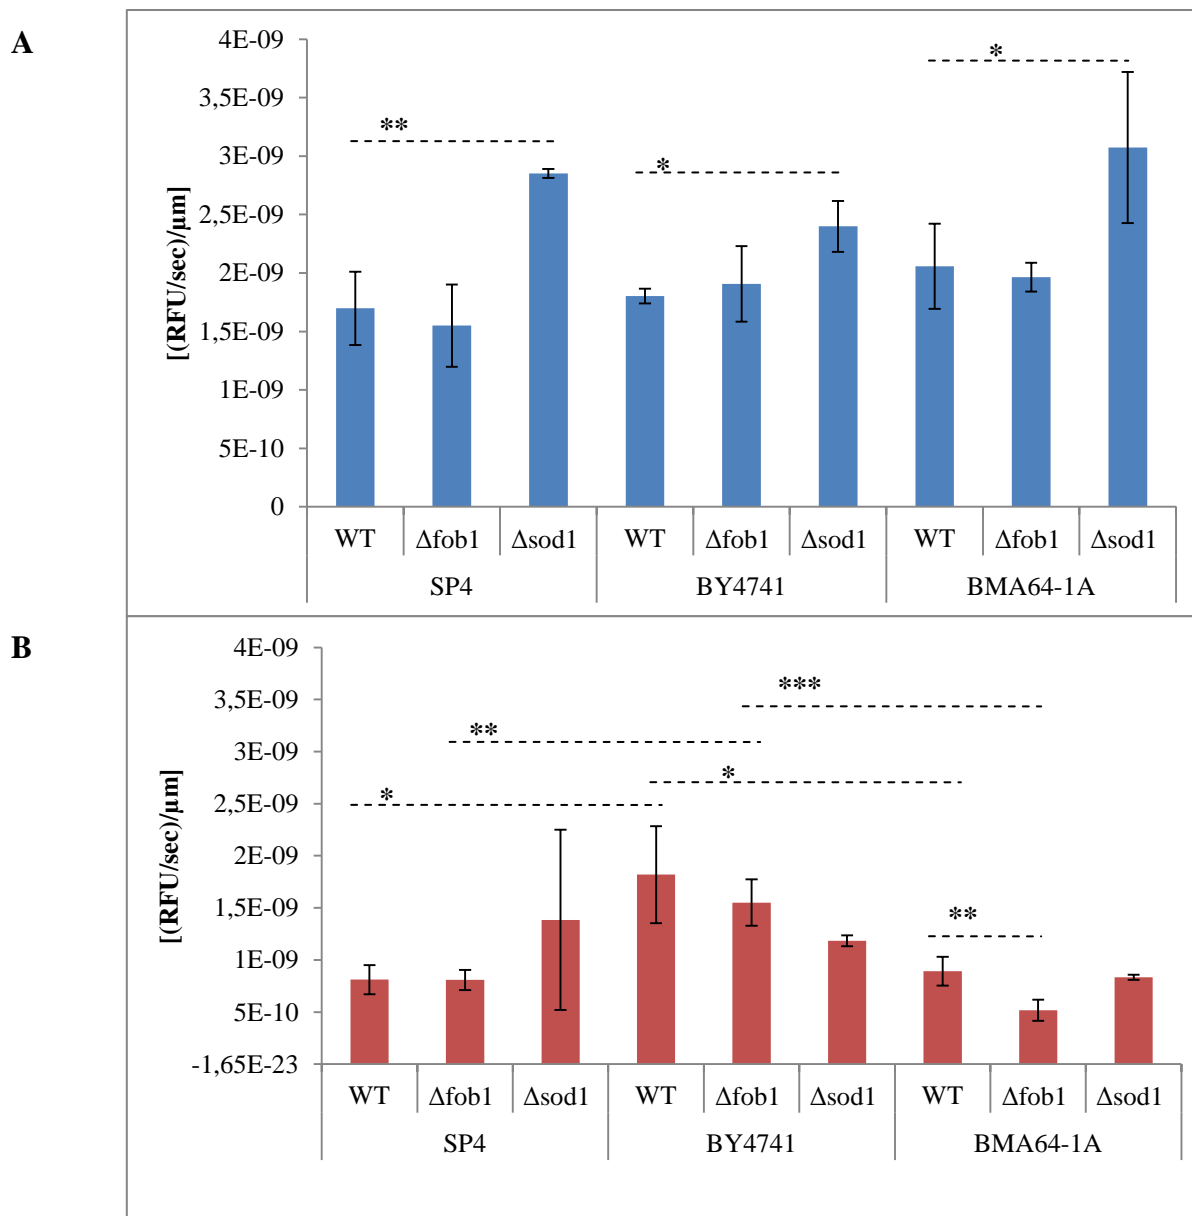 A
4E-09
**
*
*
3,5E-09
3E-09
2,5E-09
2E-09
1,5E-09
1E-09
5E-10
0
[(RFU/sec)/µm]
WT Δfob1 Δsod1 WT Δfob1 Δsod1 WT Δfob1 Δsod1
SP4 BY4741 BMA64-1A
B
4E-09
3,5E-09
3E-09
2,5E-09
2E-09
1,5E-09
1E-09
5E-10
-1,65E-23
[(RFU/sec)/µm]
***
**
*
*
**
WT Δfob1 Δsod1 WT Δfob1 Δsod1 WT Δfob1 Δsod1
SP4 BY4741 BMA64-1A